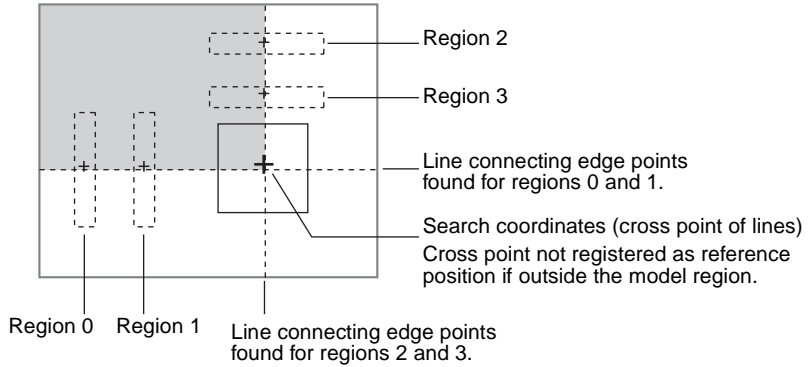 Region 2
Region 3
Line connecting edge points
found for regions 0 and 1.
Search coordinates (cross point of lines)
Cross point not registered as reference
position if outside the model region.
Region 0
Region 1
Line connecting edge points
found for regions 2 and 3.